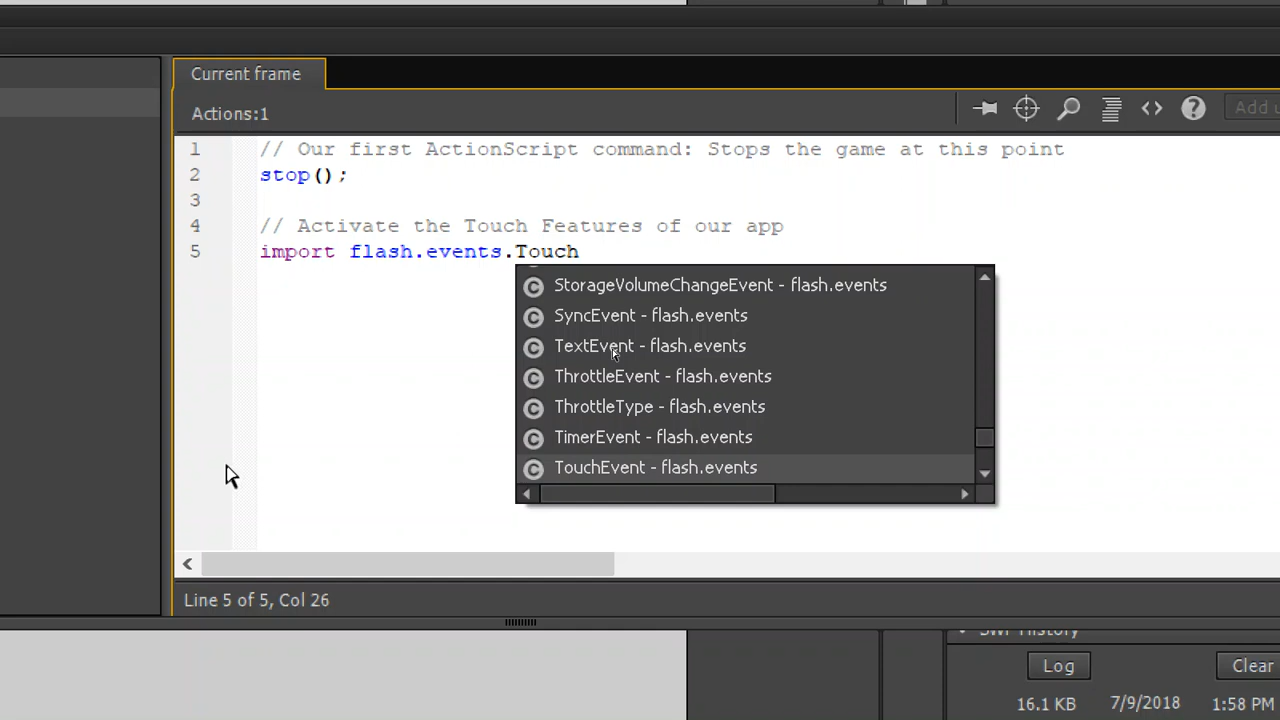 Current frame
Actions:1
Add
1 // Our first ActionScript command: Stops the game at this point
2 stop();
3
4 // Activate the Touch Features of our app
5 import flash.events.Touch
StorageVolumeChangeEvent - flash.events
SyncEvent - flash.events
TextEvent - flash.events
ThrottleEvent - flash.events
ThrottleType - flash.events
TimerEvent - flash.events
TouchEvent - flash.events
Line 5 of 5, Col 26
SWF History
Log
Clear
16.1 KB 7/9/2018 1:58 PM